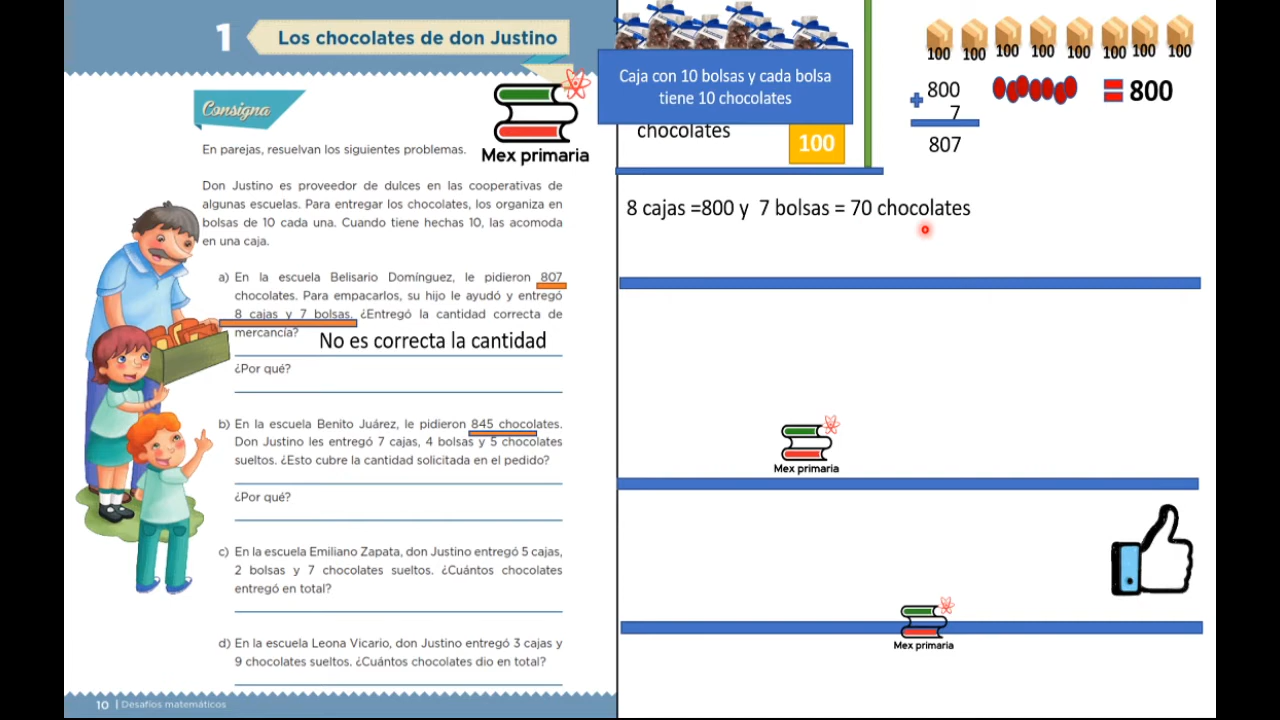 1
Los chocolates de don Justino
Consigna
Mex primaria
En parejas, resuelvan los siguientes problemas.
Don Justino es proveedor de dulces en las cooperativas de
algunas escuelas. Para entregar los chocolates, los organiza en
bolsas de 10 cada una. Cuando tiene hechas 10, las acomoda
en una caja.
a) En la escuela Belisario Domínguez, le pidieron 807
chocolates. Para empacarlos, su hijo le ayudó y entregó
8 cajas y 7 bolsas. ¿Entregó la cantidad correcta de
mercancía?
No es correcta la cantidad
¿Por qué?
b) En la escuela Benito Juárez, le pidieron 845 chocolates.
Don Justino les entregó 7 cajas, 4 bolsas y 5 chocolates
sueltos. ¿Esto cubre la cantidad solicitada en el pedido?
¿Por qué?
c) En la escuela Emiliano Zapata, don Justino entregó 5 cajas,
2 bolsas y 7 chocolates sueltos. ¿Cuántos chocolates
entregó en total?
d) En la escuela Leona Vicario, don Justino entregó 3 cajas y
9 chocolates sueltos. ¿Cuántos chocolates dio en total?
10 | Desafíos matemáticos
Caja con 10 bolsas y cada bolsa
tiene 10 chocolates
chocolates
100
100 100 100 100 100 100 100 100
800
= 800
+ 7
807
8 cajas =800 y 7 bolsas = 70 chocolates
Mex primaria
Mex primaria